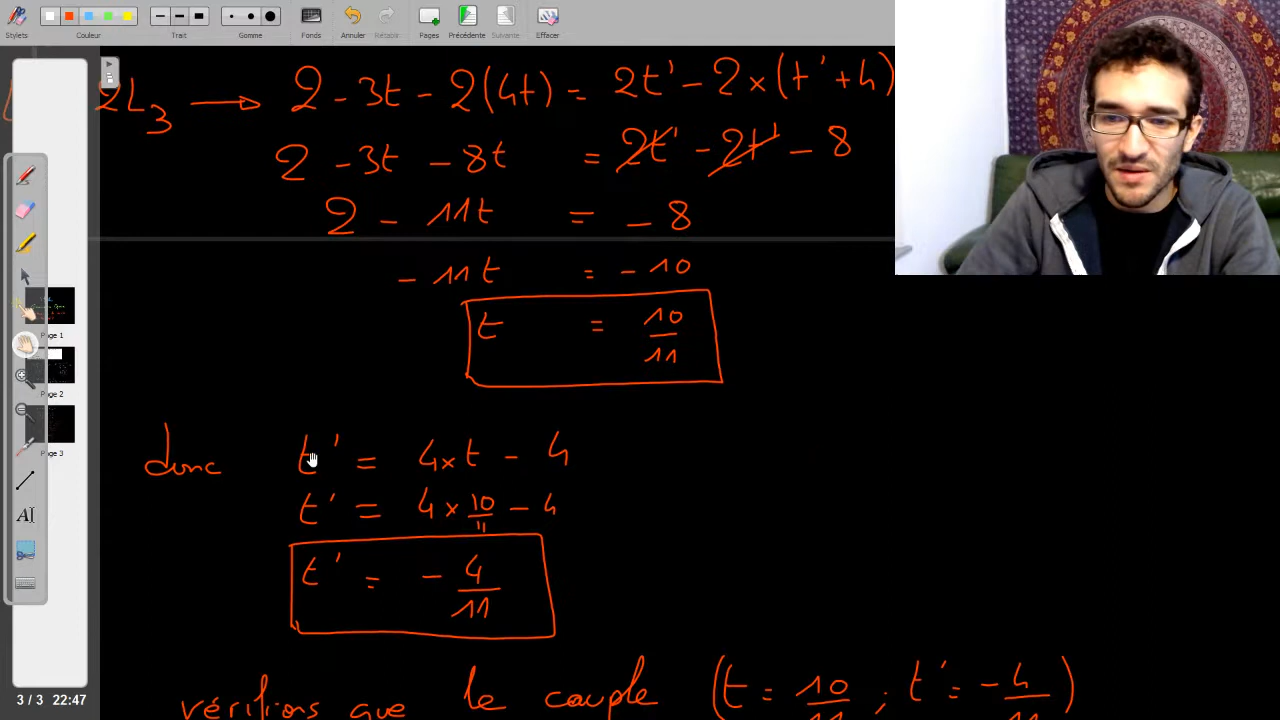 Stylets Couleur Trait Gomme Fonds Annuler Rétablir Pages Précédente Suivante Effacer
2L₃ → 2 - 3t - 2(4t) = 2t' - 2 × (t' + 4)
2 - 3t - 8t = 2t' - 2t' - 8
2 - 11t = - 8
- 11t = - 10
t = 10/11
Page 1
Page 2
Page 3
donc t' = 4 × t - 4
t' = 4 × 10/11 - 4
t' = - 4/11
vérifions que le couple (t = 10/11 ; t' = - 4/11)
3 / 3 22:47